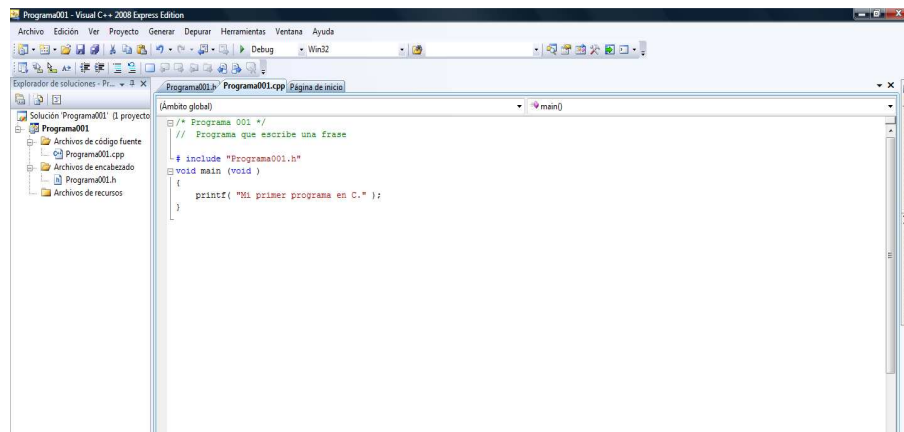 Programa001 - Visual C++ 2008 Express Edition
Archivo Edición Ver Proyecto Generar Depurar Herramientas Ventana Ayuda
Debug Win32
Explorador de soluciones - Pr...
Programa001.h Programa001.cpp Página de inicio
(Ámbito global) main()
Solución 'Programa001' (1 proyecto
Programa001
Archivos de código fuente
Programa001.cpp
Archivos de encabezado
Programa001.h
Archivos de recursos
/* Programa 001 */
// Programa que escribe una frase
# include "Programa001.h"
void main (void )
{
printf( "Mi primer programa en C." );
}